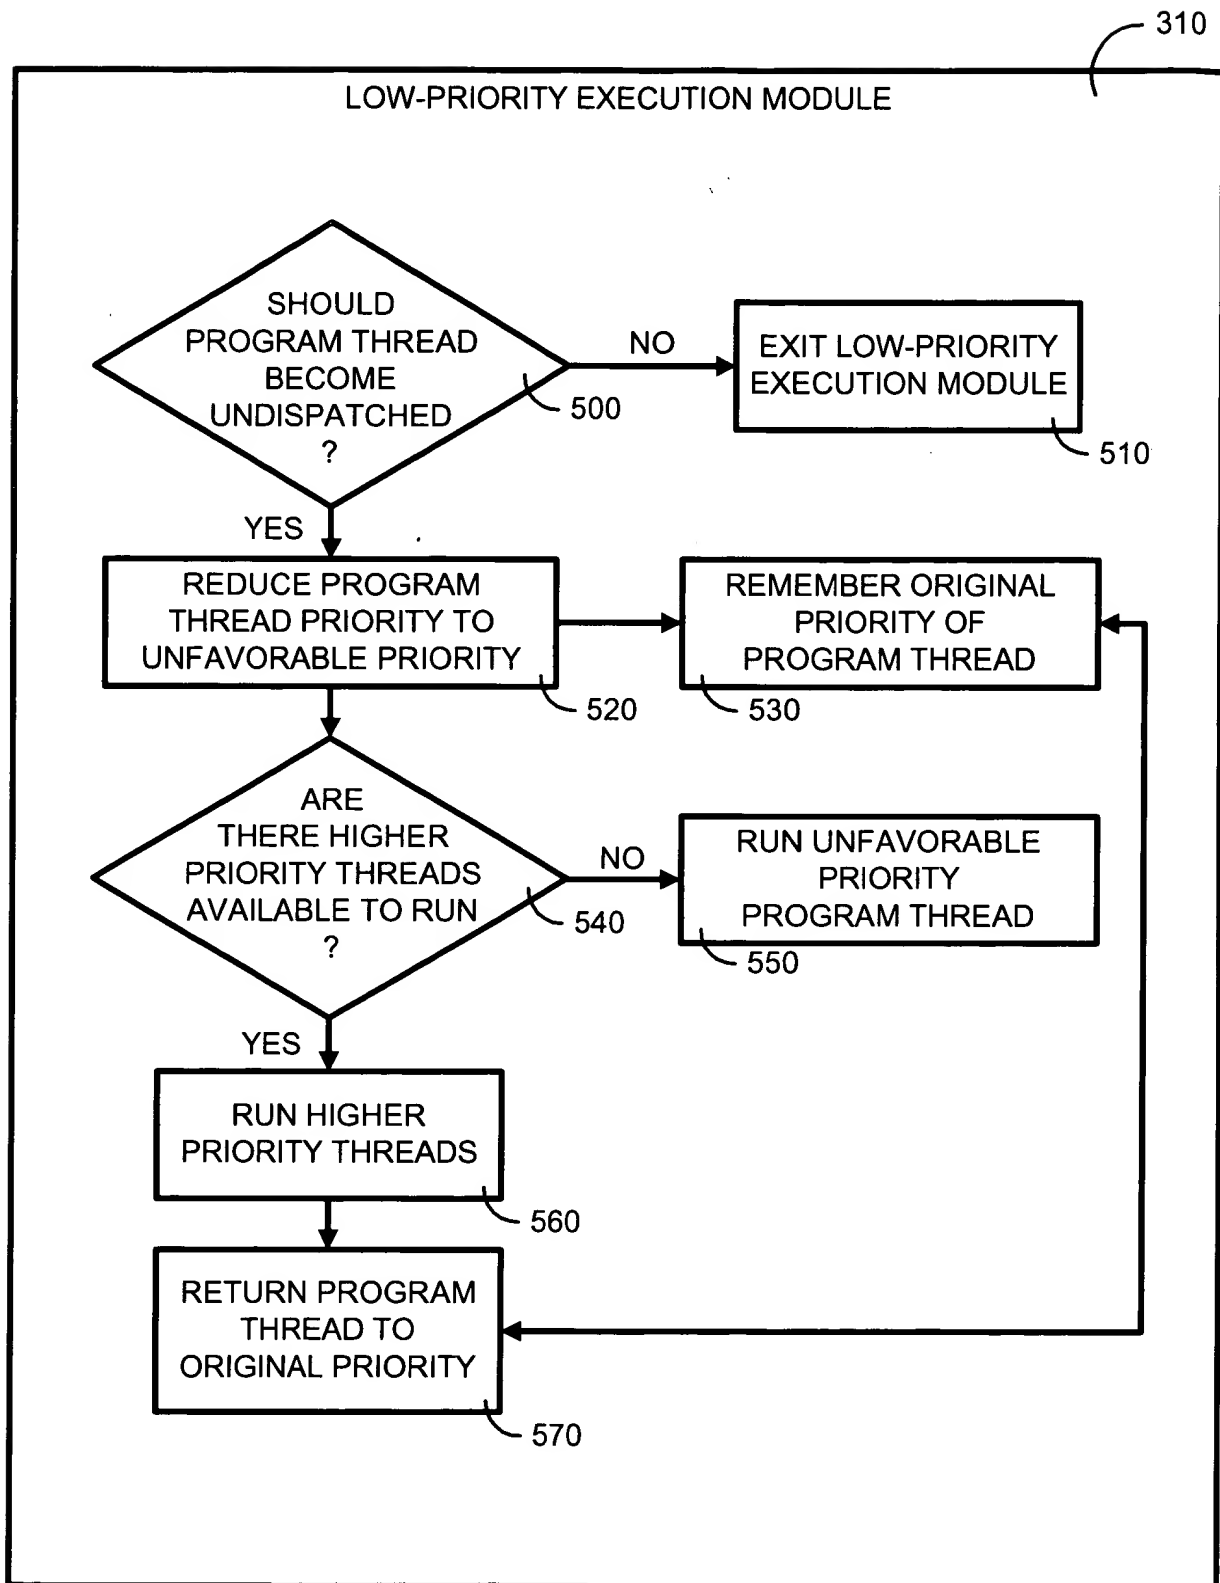 310
LOW-PRIORITY EXECUTION MODULE
SHOULD
PROGRAM THREAD
BECOME
UNDISPATCHED
?
500
NO
EXIT LOW-PRIORITY
EXECUTION MODULE
510
YES
REDUCE PROGRAM
THREAD PRIORITY TO
UNFAVORABLE PRIORITY
520
REMEMBER ORIGINAL
PRIORITY OF
PROGRAM THREAD
530
ARE
THERE HIGHER
PRIORITY THREADS
AVAILABLE TO RUN
?
540
NO
RUN UNFAVORABLE
PRIORITY
PROGRAM THREAD
550
YES
RUN HIGHER
PRIORITY THREADS
560
RETURN PROGRAM
THREAD TO
ORIGINAL PRIORITY
570